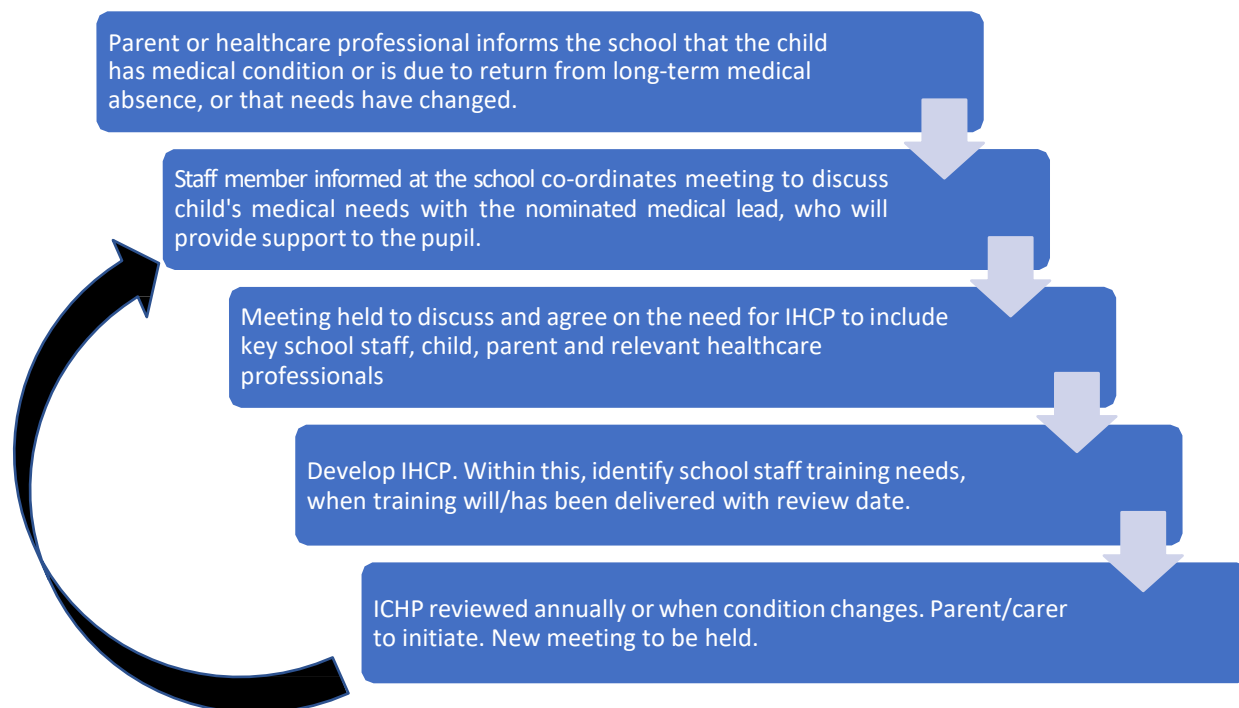 Parent or healthcare professional informs the school that the child
has medical condition or is due to return from long-term medical
absence, or that needs have changed.
Staff member informed at the school co-ordinates meeting to discuss
child's medical needs with the nominated medical lead, who will
provide support to the pupil.
Meeting held to discuss and agree on the need for IHCP to include
key school staff, child, parent and relevant healthcare
professionals
Develop IHCP. Within this, identify school staff training needs,
when training will/has been delivered with review date.
ICHP reviewed annually or when condition changes. Parent/carer
to initiate. New meeting to be held.